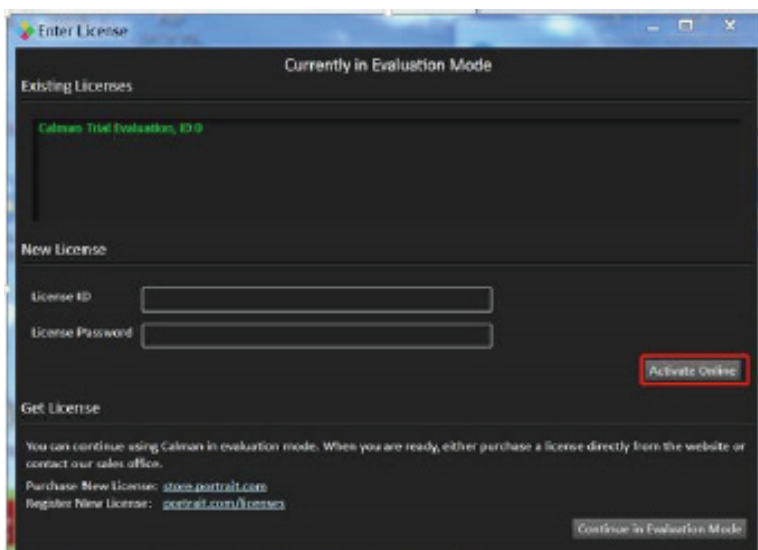 Enter License
Currently in Evaluation Mode
Existing Licenses
Calman Trial Evaluation, ID 0
New License
License ID
License Password
Activate Online
Get License
You can continue using Calman in evaluation mode. When you are ready, either purchase a license directly from the website or
contact our sales office.
Purchase New License: store.portrait.com
Register New License: portrait.com/licenses
Continue in Evaluation Mode